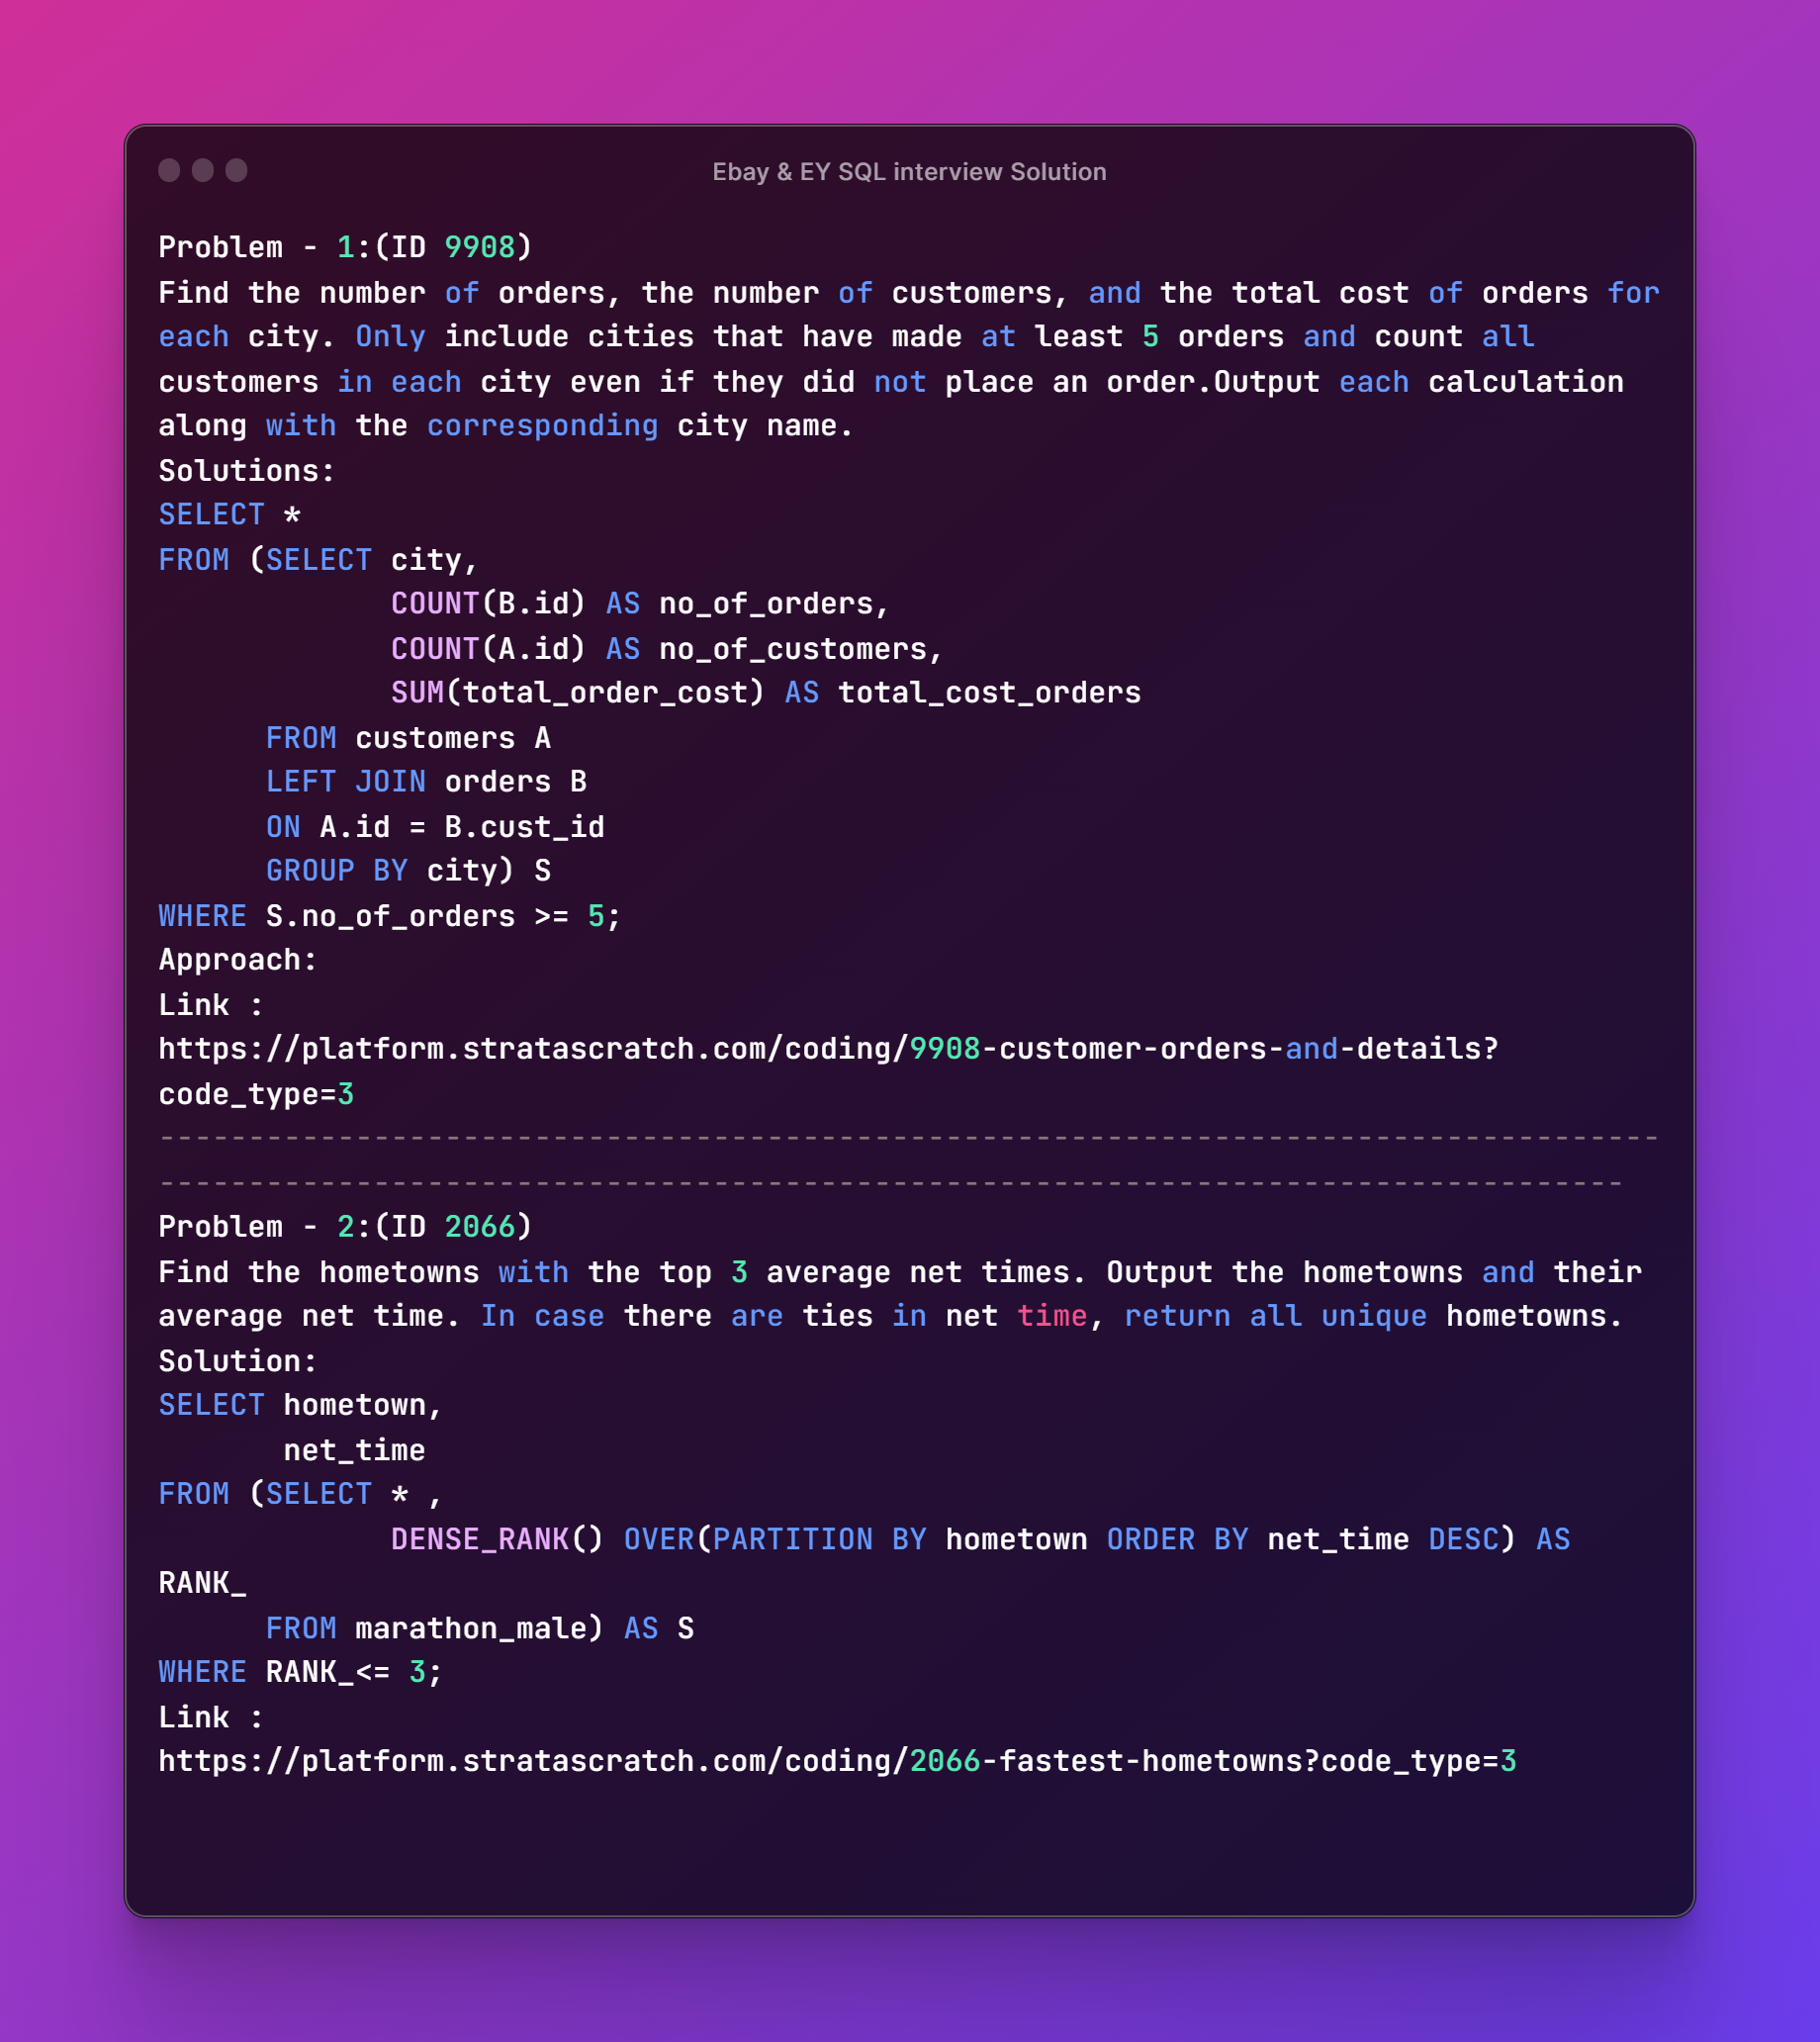 Ebay & EY SQL interview Solution
Problem - 1:(ID 9908)
Find the number of orders, the number of customers, and the total cost of orders for
each city. Only include cities that have made at least 5 orders and count all
customers in each city even if they did not place an order.Output each calculation
along with the corresponding city name.
Solutions:
SELECT *
FROM (SELECT city,
             COUNT(B.id) AS no_of_orders,
             COUNT(A.id) AS no_of_customers,
             SUM(total_order_cost) AS total_cost_orders
      FROM customers A
      LEFT JOIN orders B
      ON A.id = B.cust_id
      GROUP BY city) S
WHERE S.no_of_orders >= 5;
Approach:
Link :
https://platform.stratascratch.com/coding/9908-customer-orders-and-details?
code_type=3
------------------------------------------------------------------------------------
----------------------------------------------------------------------------------
Problem - 2:(ID 2066)
Find the hometowns with the top 3 average net times. Output the hometowns and their
average net time. In case there are ties in net time, return all unique hometowns.
Solution:
SELECT hometown,
       net_time
FROM (SELECT * ,
             DENSE_RANK() OVER(PARTITION BY hometown ORDER BY net_time DESC) AS
RANK_
      FROM marathon_male) AS S
WHERE RANK_<= 3;
Link :
https://platform.stratascratch.com/coding/2066-fastest-hometowns?code_type=3